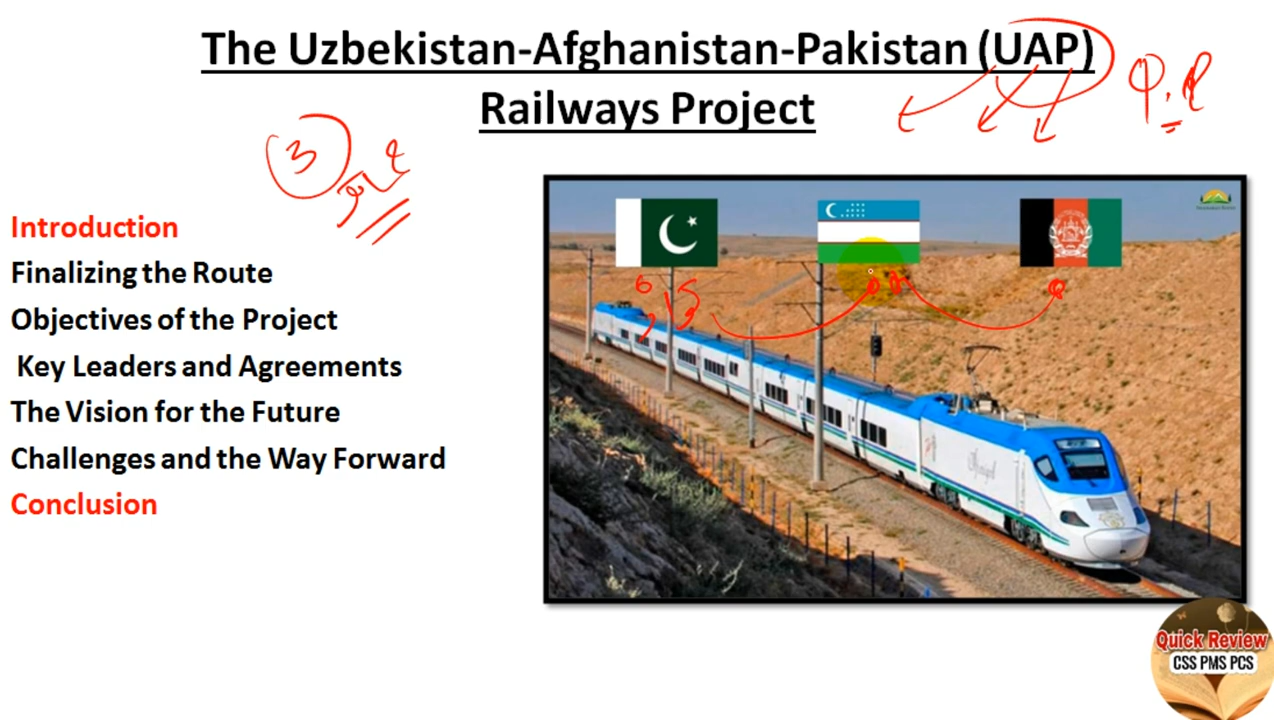 The Uzbekistan-Afghanistan-Pakistan (UAP)
Railways Project
3
Introduction
Finalizing the Route
Objectives of the Project
Key Leaders and Agreements
The Vision for the Future
Challenges and the Way Forward
Conclusion
Quick Review
CSS PMS PCS